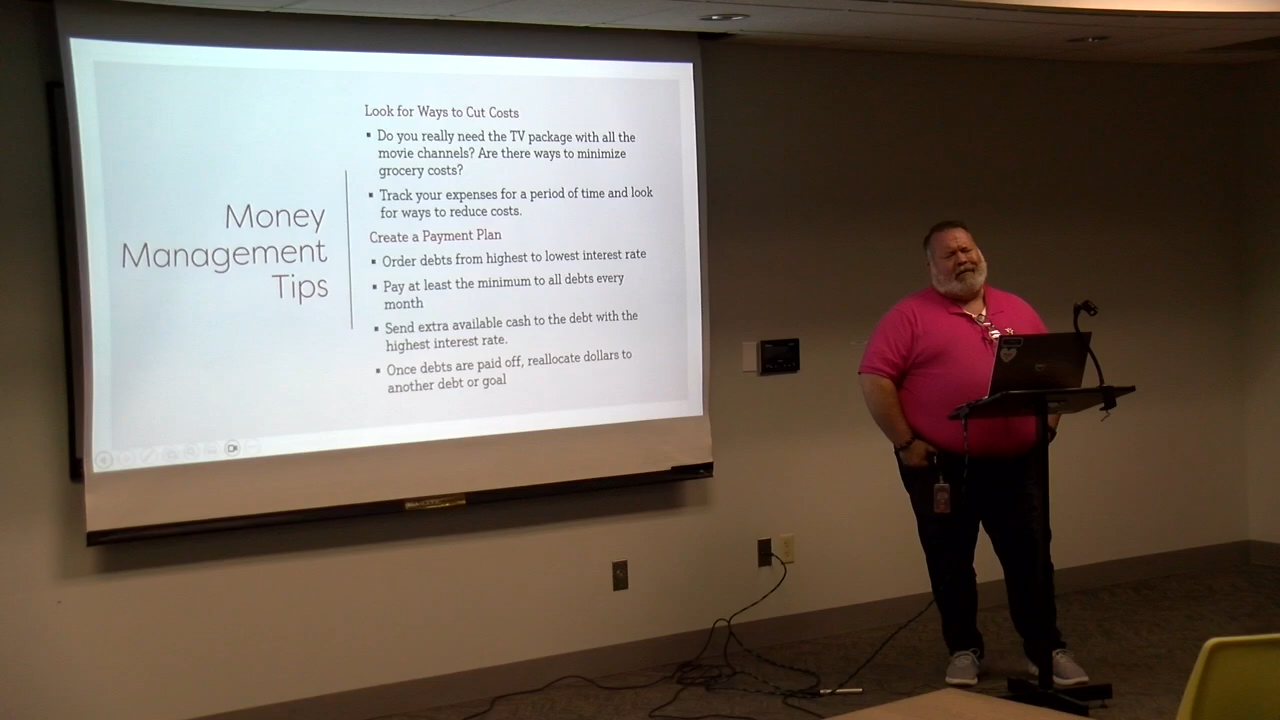 Money
Management
Tips
Look for Ways to Cut Costs
▪ Do you really need the TV package with all the
movie channels? Are there ways to minimize
grocery costs?
▪ Track your expenses for a period of time and look
for ways to reduce costs.
Create a Payment Plan
▪ Order debts from highest to lowest interest rate
▪ Pay at least the minimum to all debts every
month
▪ Send extra available cash to the debt with the
highest interest rate.
▪ Once debts are paid off, reallocate dollars to
another debt or goal